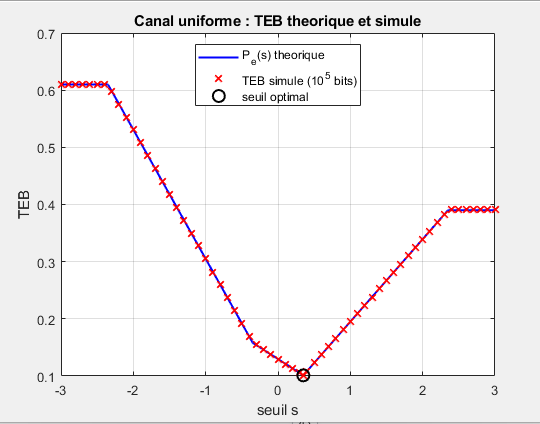 Canal uniforme : TEB theorique et simule
P_e(s) theorique
TEB simule (10^5 bits)
seuil optimal
TEB
0.7
0.6
0.5
0.4
0.3
0.2
0.1
-3 -2 -1 0 1 2 3
seuil s